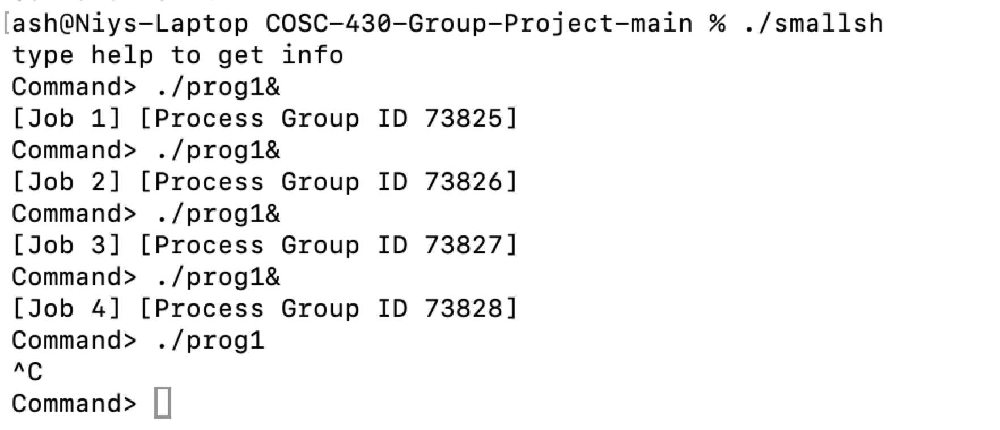 [ash@Niys-Laptop COSC-430-Group-Project-main % ./smallsh
type help to get info
Command> ./prog1&
[Job 1] [Process Group ID 73825]
Command> ./prog1&
[Job 2] [Process Group ID 73826]
Command> ./prog1&
[Job 3] [Process Group ID 73827]
Command> ./prog1&
[Job 4] [Process Group ID 73828]
Command> ./prog1
^C
Command>